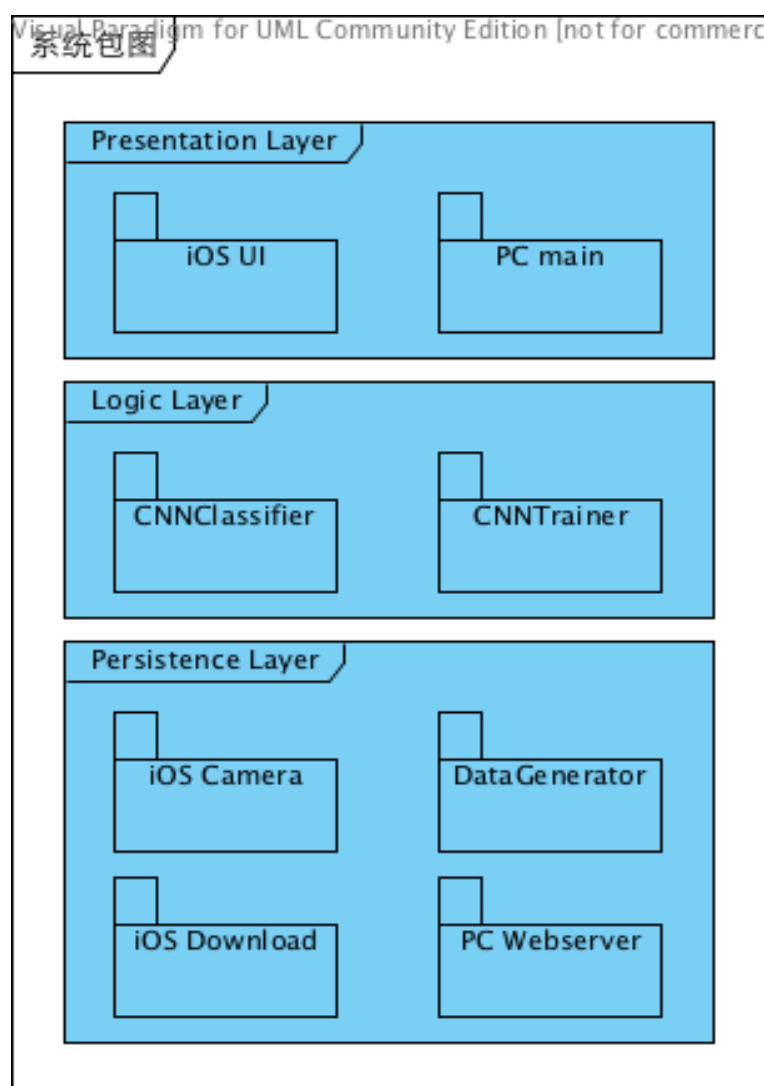 Visual Paradigm for UML Community Edition [not for commerc
系统包图
Presentation Layer
iOS UI
PC main
Logic Layer
CNNClassifier
CNNTrainer
Persistence Layer
iOS Camera
DataGenerator
iOS Download
PC Webserver